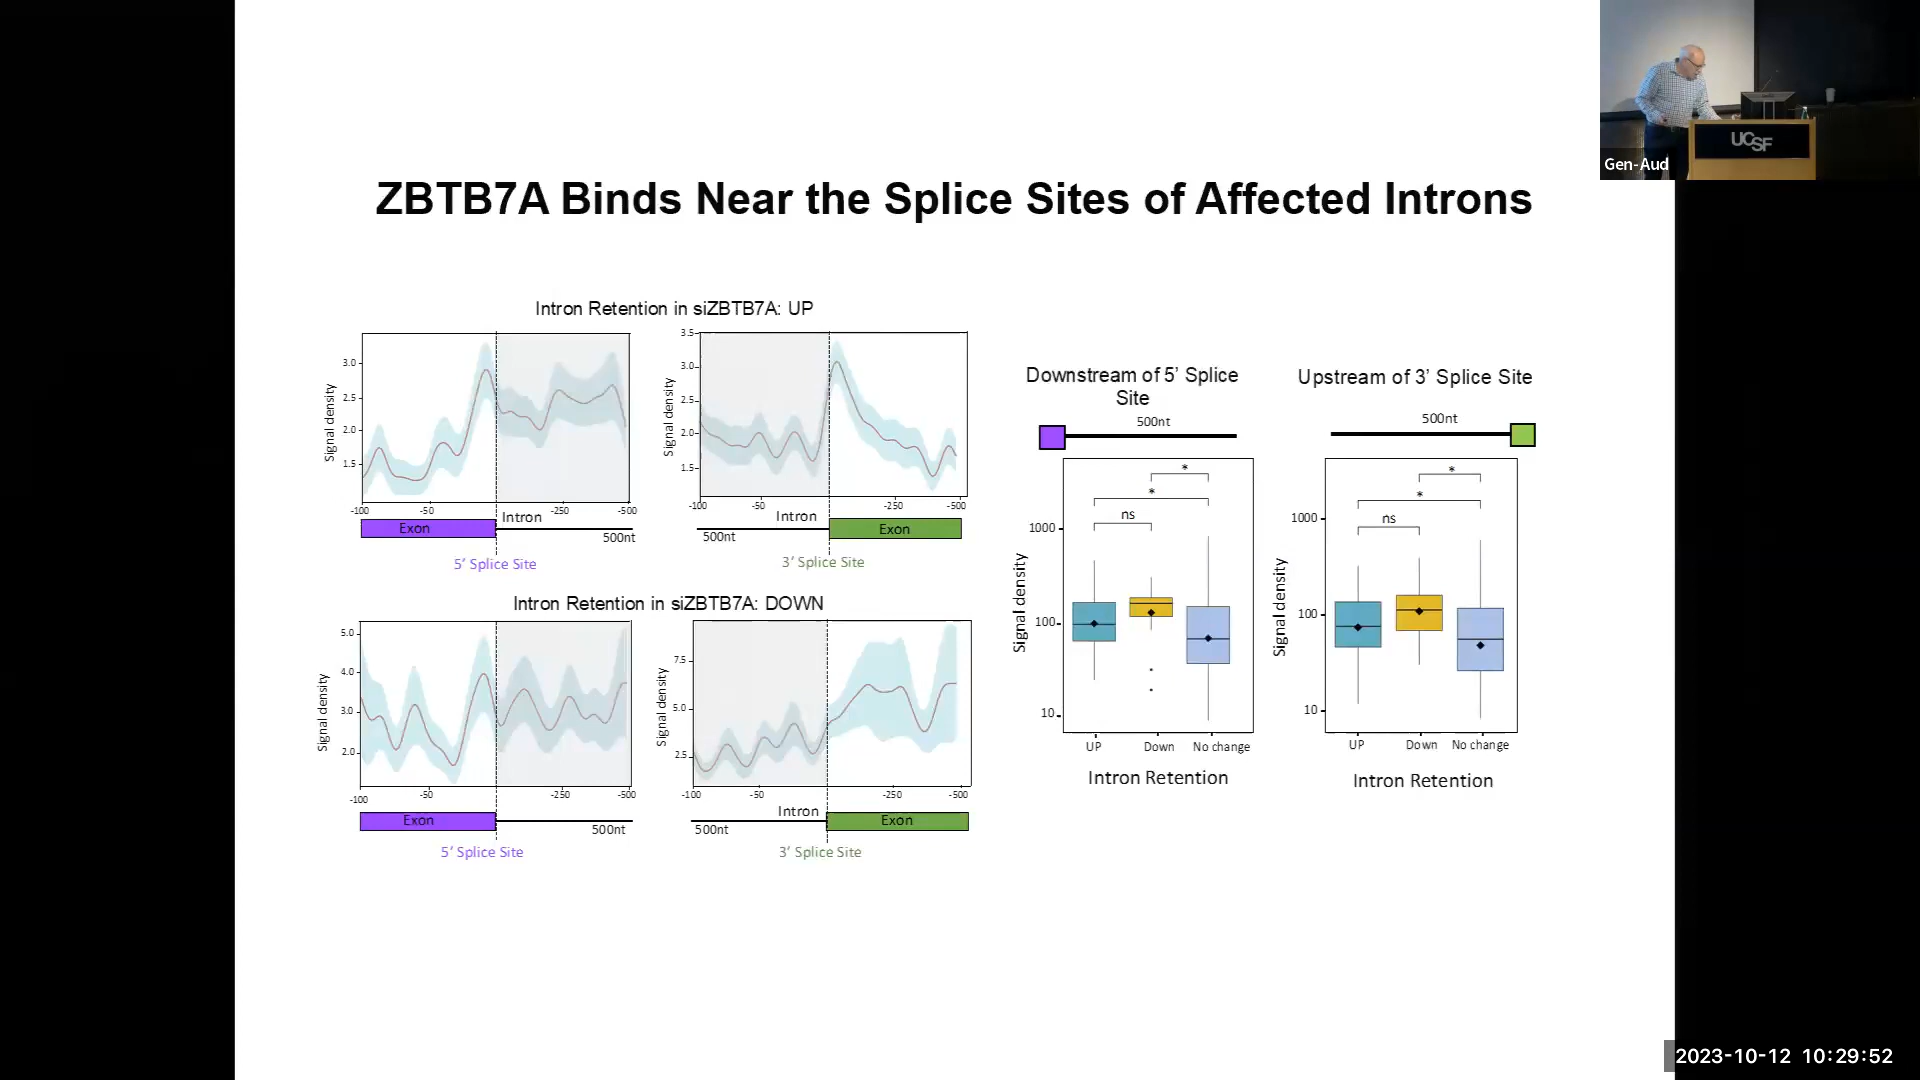 UCSF
Gen-Aud
ZBTB7A Binds Near the Splice Sites of Affected Introns
Intron Retention in siZBTB7A: UP
Signal density
3.0
2.5
2.0
1.5
-100
-50
-250
-500
Exon
Intron
500nt
5’ Splice Site
Signal density
3.5
3.0
2.5
2.0
1.5
-100
-50
-250
-500
Intron
500nt
Exon
3’ Splice Site
Intron Retention in siZBTB7A: DOWN
Signal density
5.0
4.0
3.0
2.0
-100
-50
-250
-500
Exon
500nt
5’ Splice Site
Signal density
7.5
5.0
2.5
-100
-50
-250
-500
Intron
500nt
Exon
3’ Splice Site
Downstream of 5’ Splice
Site
500nt
*
*
ns
Signal density
1000
100
10
UP
Down
No change
Intron Retention
Upstream of 3’ Splice Site
500nt
*
*
ns
Signal density
1000
100
10
UP
Down
No change
Intron Retention
2023-10-12 10:29:52